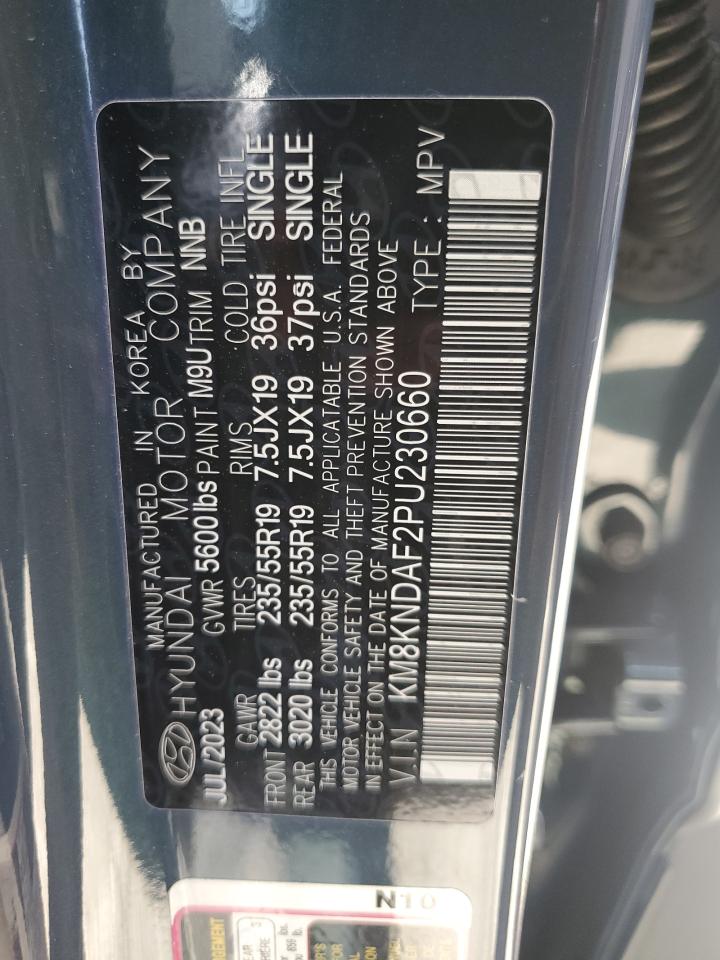 MANUFACTURED IN KOREA BY
HYUNDAI MOTOR COMPANY
JUL/2023 GVWR 5600 lbs PAINT M9U TRIM NNB
GAWR TIRES RIMS COLD TIRE INFL
FRONT 2822 lbs 235/55R19 7.5JX19 36psi SINGLE
REAR 3020 lbs 235/55R19 7.5JX19 37psi SINGLE
THIS VEHICLE CONFORMS TO ALL APPLICATABLE U.S.A. FEDERAL
MOTOR VEHICLE SAFETY AND THEFT PREVENTION STANDARDS
IN EFFECT ON THE DATE OF MANUFACTURE SHOWN ABOVE
VIN KM8KNDAF2PU230660 TYPE : MPV
N10